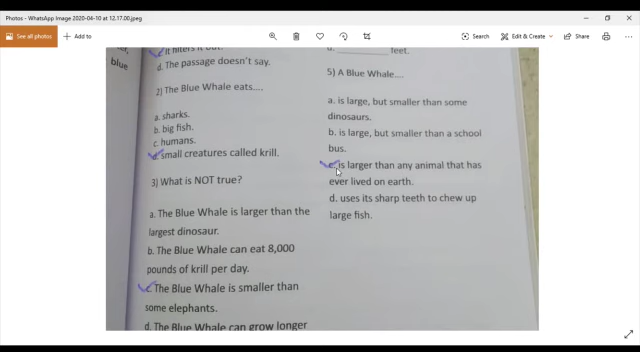 Photos - WhatsApp Image 2020-04-10 at 12.17.00.jpeg
See all photos
Add to
Search
Edit & Create
Share
blue
it filters it out.
d. The passage doesn't say.
2) The Blue Whale eats....
a. sharks.
b. big fish.
c. humans.
d. small creatures called krill.
3) What is NOT true?
a. The Blue Whale is larger than the
largest dinosaur.
b. The Blue Whale can eat 8,000
pounds of krill per day.
c. The Blue Whale is smaller than
some elephants.
d. The Blue Whale can grow longer
d. __________ feet.
5) A Blue Whale....
a. is large, but smaller than some
dinosaurs.
b. is large, but smaller than a school
bus.
c. is larger than any animal that has
ever lived on earth.
d. uses its sharp teeth to chew up
large fish.